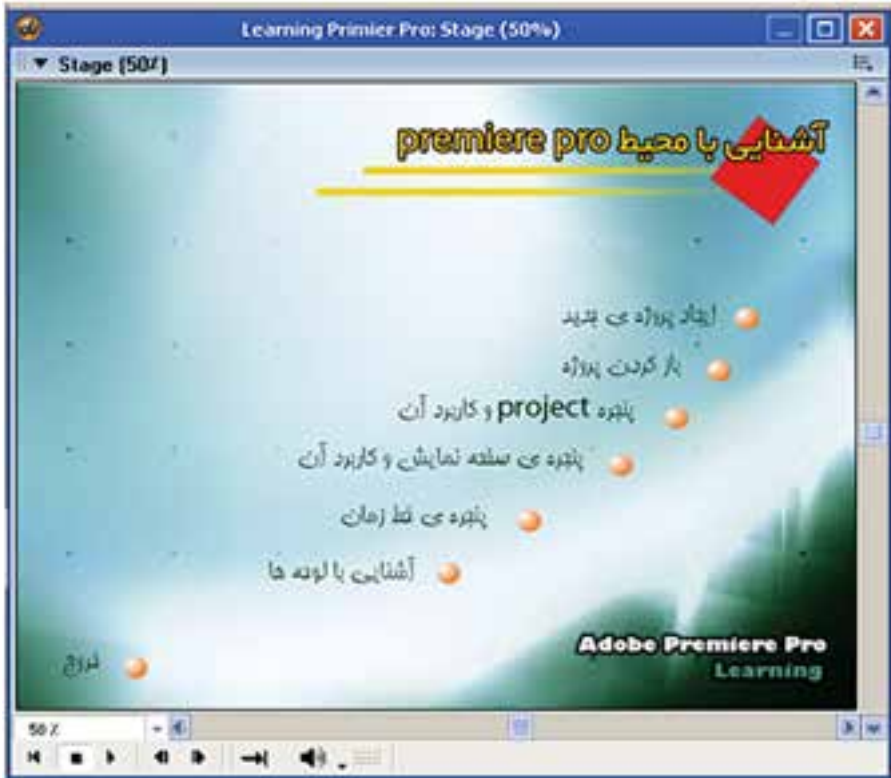 Learning Primier Pro: Stage (50%)
Stage (50%)
آشنایی با محیط premiere pro
ایجاد پروژه ی جدید
باز کردن پروژه
پنجره project و کاربرد آن
پنجره ی صفحه نمایش و کاربرد آن
پنجره ی خط زمان
آشنایی با لوحه ها
خروج
Adobe Premiere Pro
Learning
50%